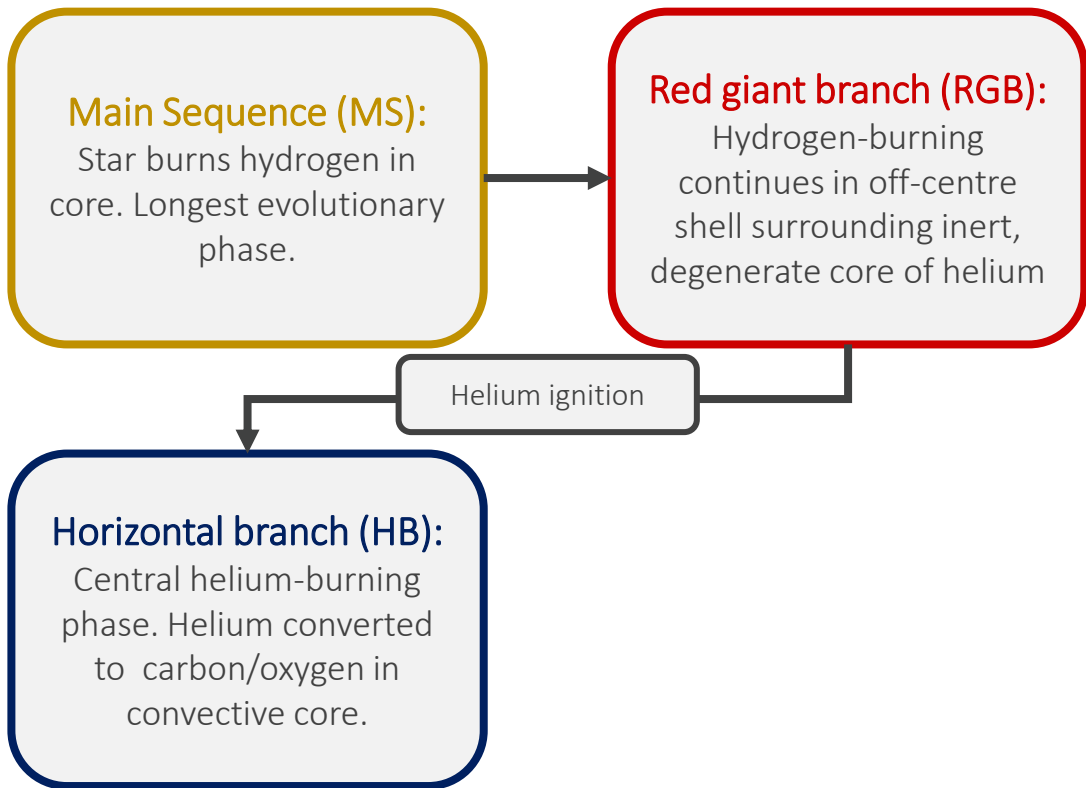 Main Sequence (MS):
Star burns hydrogen in
core. Longest evolutionary
phase.
Red giant branch (RGB):
Hydrogen-burning
continues in off-centre
shell surrounding inert,
degenerate core of helium
Helium ignition
Horizontal branch (HB):
Central helium-burning
phase. Helium converted
to carbon/oxygen in
convective core.